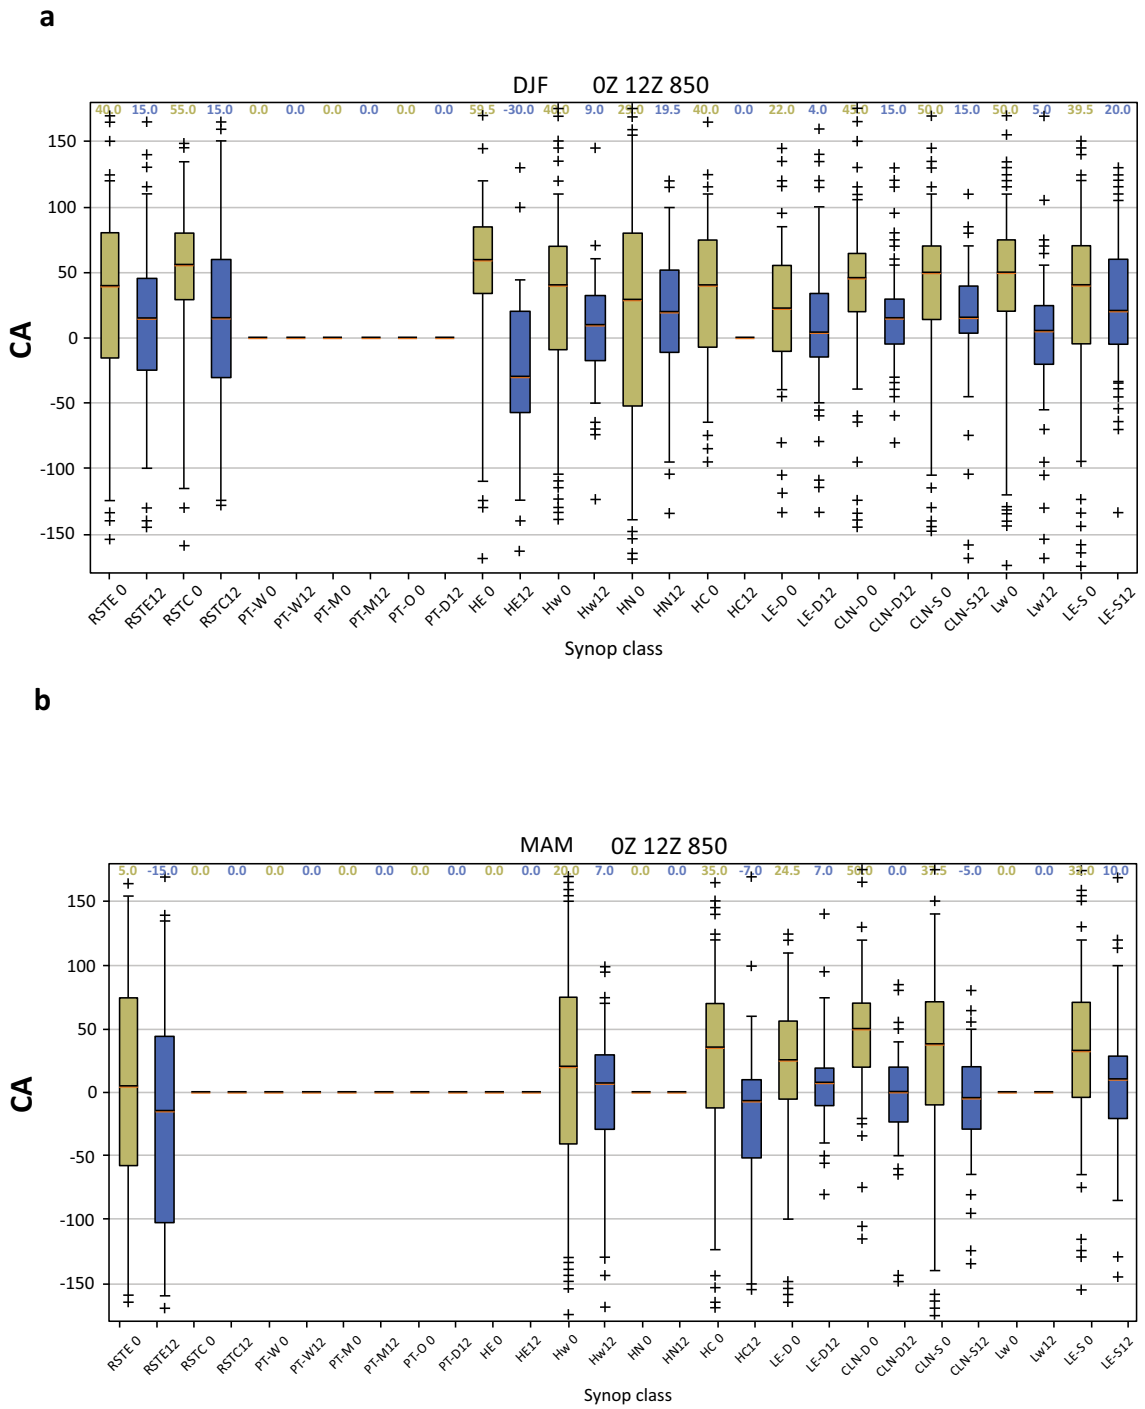 a
DJF 0Z 12Z 850
40.0 15.0 55.0 15.0 0.0 0.0 0.0 0.0 0.0 0.0 59.5 -30.0 40.0 9.0 29.0 19.5 40.0 0.0 22.0 4.0 45.0 15.0 50.0 15.0 50.0 5.0 39.5 20.0
150
100
50
0
-50
-100
-150
CA
RSTE 0 RSTE12 RSTC 0 RSTC12 PT-W 0 PT-W12 PT-M 0 PT-M12 PT-O 0 PT-D12 HE 0 HE12 Hw 0 Hw12 HN 0 HN12 HC 0 HC12 LE-D 0 LE-D12 CLN-D 0 CLN-D12 CLN-S 0 CLN-S12 Lw 0 Lw12 LE-S 0 LE-S12
Synop class
b
MAM 0Z 12Z 850
5.0 -15.0 0.0 0.0 0.0 0.0 0.0 0.0 0.0 0.0 0.0 0.0 20.0 7.0 0.0 0.0 35.0 -7.0 24.5 7.0 50.0 0.0 37.5 -5.0 0.0 0.0 10.0
150
100
50
0
-50
-100
-150
CA
RSTE 0 RSTE12 RSTC 0 RSTC12 PT-W 0 PT-W12 PT-M 0 PT-M12 PT-O 0 PT-D12 HE 0 HE12 Hw 0 Hw12 HN 0 HN12 HC 0 HC12 LE-D 0 LE-D12 CLN-D 0 CLN-D12 CLN-S 0 CLN-S12 Lw 0 Lw12 LE-S 0 LE-S12
Synop class